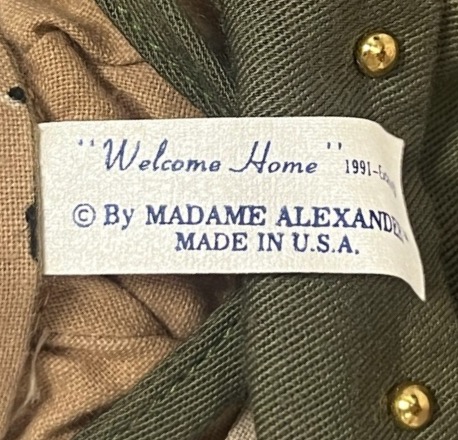 "Welcome Home" 1991-
© By MADAME ALEXANDER
MADE IN U.S.A.